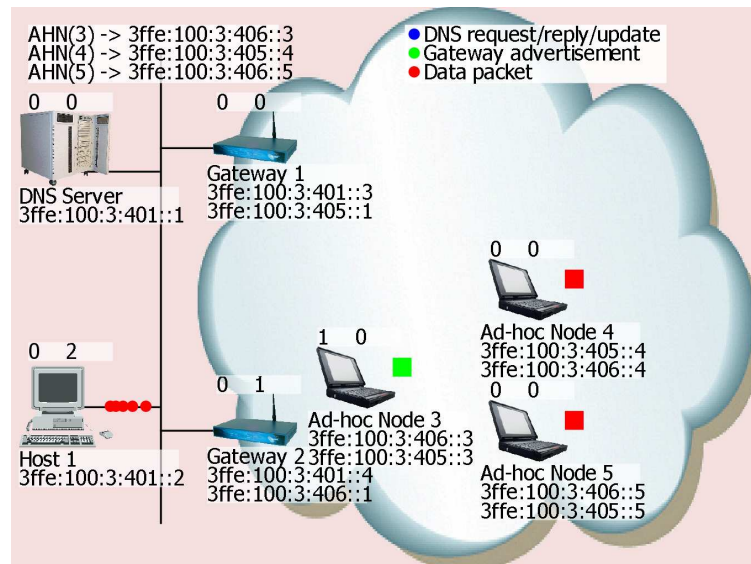 AHN(3) -> 3ffe:100:3:406::3
AHN(4) -> 3ffe:100:3:405::4
AHN(5) -> 3ffe:100:3:406::5
DNS request/reply/update
Gateway advertisement
Data packet
0 0
DNS Server
3ffe:100:3:401::1
0 0
Gateway 1
3ffe:100:3:401::3
3ffe:100:3:405::1
0 0
Ad-hoc Node 4
3ffe:100:3:405::4
3ffe:100:3:406::4
0 2
Host 1
3ffe:100:3:401::2
0 1
Gateway 2
3ffe:100:3:401::4
3ffe:100:3:406::1
1 0
Ad-hoc Node 3
3ffe:100:3:406::3
3ffe:100:3:405::3
0 0
Ad-hoc Node 5
3ffe:100:3:406::5
3ffe:100:3:405::5